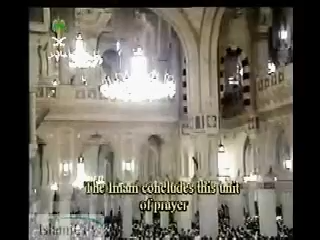 The Imam concludes this unit
of prayer